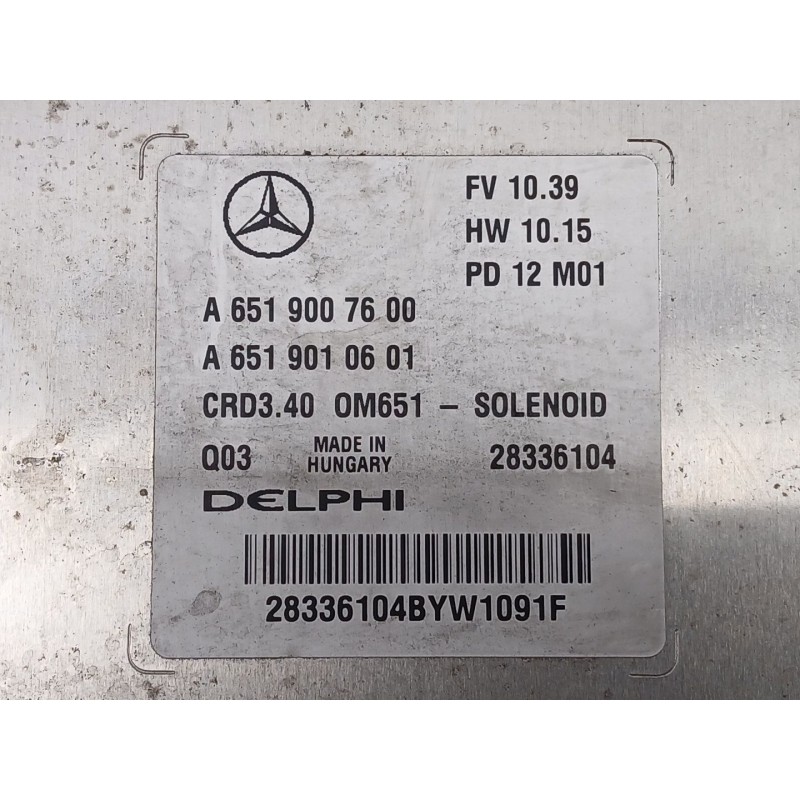 FV 10.39
HW 10.15
PD 12 M01
A 651 900 76 00
A 651 901 06 01
CRD3.40 OM651 – SOLENOID
Q03 MADE IN HUNGARY 28336104
DELPHI
28336104BYW1091F